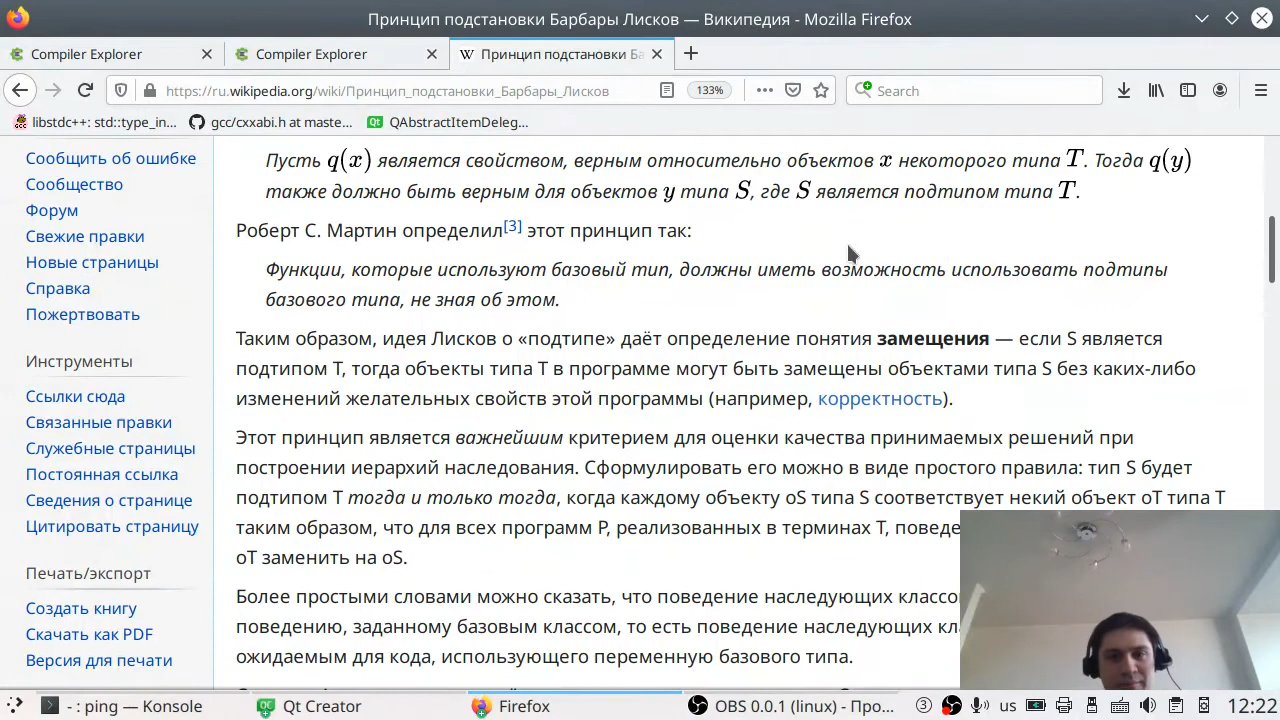 Принцип подстановки Барбары Лисков — Википедия - Mozilla Firefox
Compiler Explorer
Compiler Explorer
W Принцип подстановки Ба
https://ru.wikipedia.org/wiki/Принцип_подстановки_Барбары_Лисков
133%
Search
libstdc++: std::type_in...
gcc/cxxabi.h at maste...
Qt QAbstractItemDeleg...
Сообщить об ошибке
Сообщество
Форум
Свежие правки
Новые страницы
Справка
Пожертвовать
Инструменты
Ссылки сюда
Связанные правки
Служебные страницы
Постоянная ссылка
Сведения о странице
Цитировать страницу
Печать/экспорт
Создать книгу
Скачать как PDF
Версия для печати
Пусть q(x) является свойством, верным относительно объектов x некоторого типа T. Тогда q(y)
также должно быть верным для объектов y типа S, где S является подтипом типа T.
Роберт С. Мартин определил[3] этот принцип так:
Функции, которые используют базовый тип, должны иметь возможность использовать подтипы
базового типа, не зная об этом.
Таким образом, идея Лисков о «подтипе» даёт определение понятия замещения — если S является
подтипом T, тогда объекты типа T в программе могут быть замещены объектами типа S без каких-либо
изменений желательных свойств этой программы (например, корректность).
Этот принцип является важнейшим критерием для оценки качества принимаемых решений при
построении иерархий наследования. Сформулировать его можно в виде простого правила: тип S будет
подтипом T тогда и только тогда, когда каждому объекту oS типа S соответствует некий объект oT типа T
таким образом, что для всех программ P, реализованных в терминах T, повед
oT заменить на oS.
Более простыми словами можно сказать, что поведение наследующих классо
поведению, заданному базовым классом, то есть поведение наследующих кл
ожидаемым для кода, использующего переменную базового типа.
- : ping — Konsole
Qt Creator
Firefox
OBS 0.0.1 (linux) - Про...
3
us
12:22